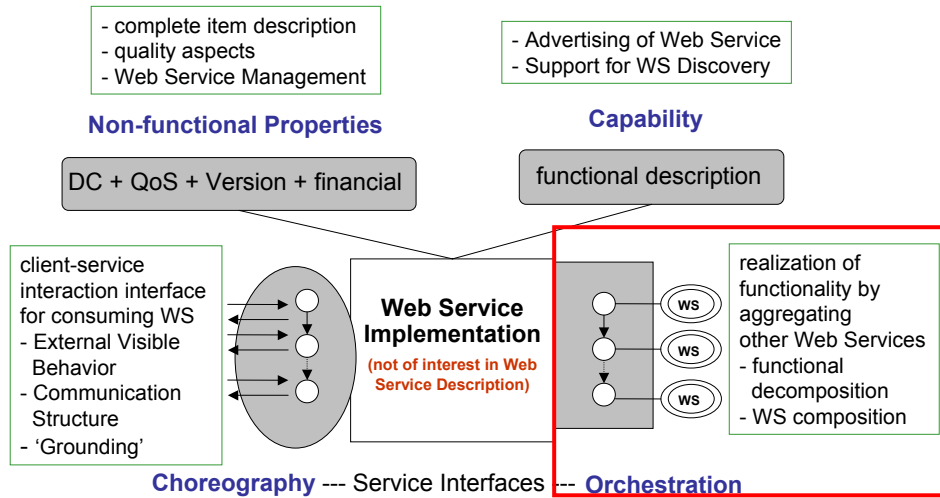 - complete item description
- quality aspects
- Web Service Management
Non-functional Properties
- Advertising of Web Service
- Support for WS Discovery
Capability
DC + QoS + Version + financial
functional description
client-service
interaction interface
for consuming WS
- External Visible
Behavior
- Communication
Structure
- ‘Grounding’
Web Service
Implementation
(not of interest in Web
Service Description)
WS
WS
WS
realization of
functionality by
aggregating
other Web Services
- functional
decomposition
- WS composition
Choreography --- Service Interfaces --- Orchestration